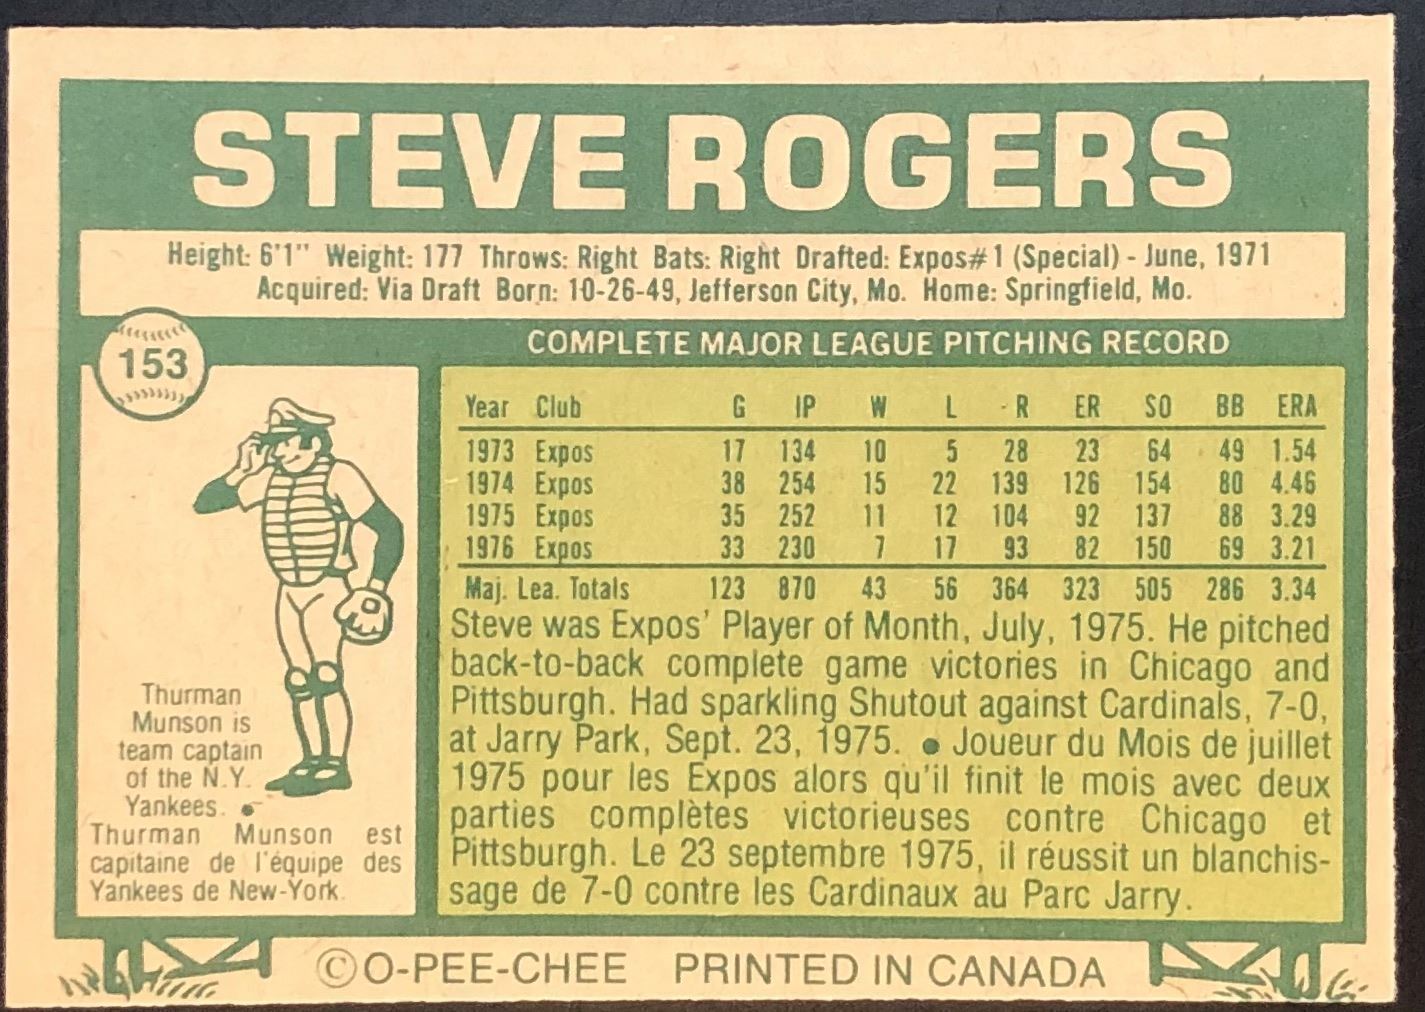 STEVE ROGERS
Height: 6'1" Weight: 177 Throws: Right Bats: Right Drafted: Expos#1 (Special) - June, 1971
Acquired: Via Draft Born: 10-26-49, Jefferson City, Mo. Home: Springfield, Mo.
153
COMPLETE MAJOR LEAGUE PITCHING RECORD
Year Club G IP W L R ER SO BB ERA
1973 Expos 17 134 10 5 28 23 64 49 1.54
1974 Expos 38 254 15 22 139 126 154 80 4.46
1975 Expos 35 252 11 12 104 92 137 88 3.29
1976 Expos 33 230 7 17 93 82 150 69 3.21
Maj. Lea. Totals 123 870 43 56 364 323 505 286 3.34
Steve was Expos' Player of Month, July, 1975. He pitched
back-to-back complete game victories in Chicago and
Pittsburgh. Had sparkling Shutout against Cardinals, 7-0,
at Jarry Park, Sept. 23, 1975. • Joueur du Mois de juillet
1975 pour les Expos alors qu'il finit le mois avec deux
parties complètes victorieuses contre Chicago et
Pittsburgh. Le 23 septembre 1975, il réussit un blanchis-
sage de 7-0 contre les Cardinaux au Parc Jarry.
Thurman
Munson is
team captain
of the N.Y.
Yankees. •
Thurman Munson est
capitaine de l'équipe des
Yankees de New-York.
©O-PEE-CHEE PRINTED IN CANADA